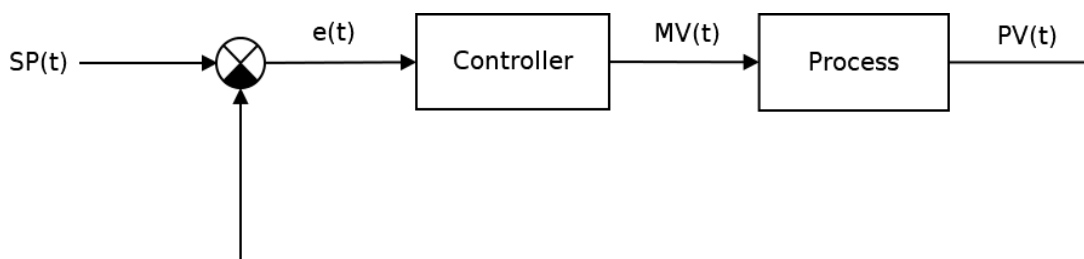 SP(t)
e(t)
Controller
MV(t)
Process
PV(t)